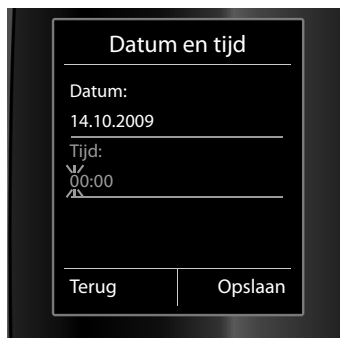 Datum en tijd
Datum:
14.10.2009
Tijd:
00:00
Terug Opslaan